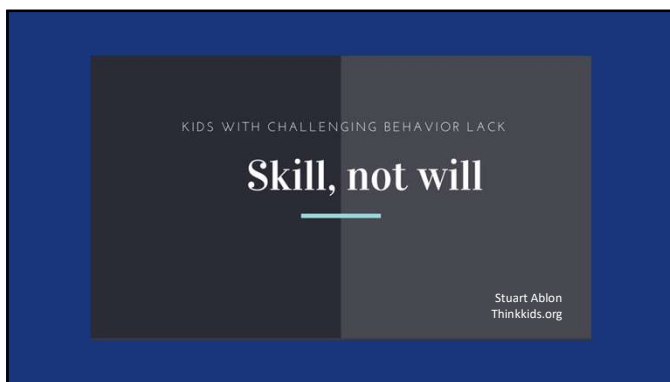 KIDS WITH CHALLENGING BEHAVIOR LACK
Skill, not will
Stuart Ablon
Thinkkids.org